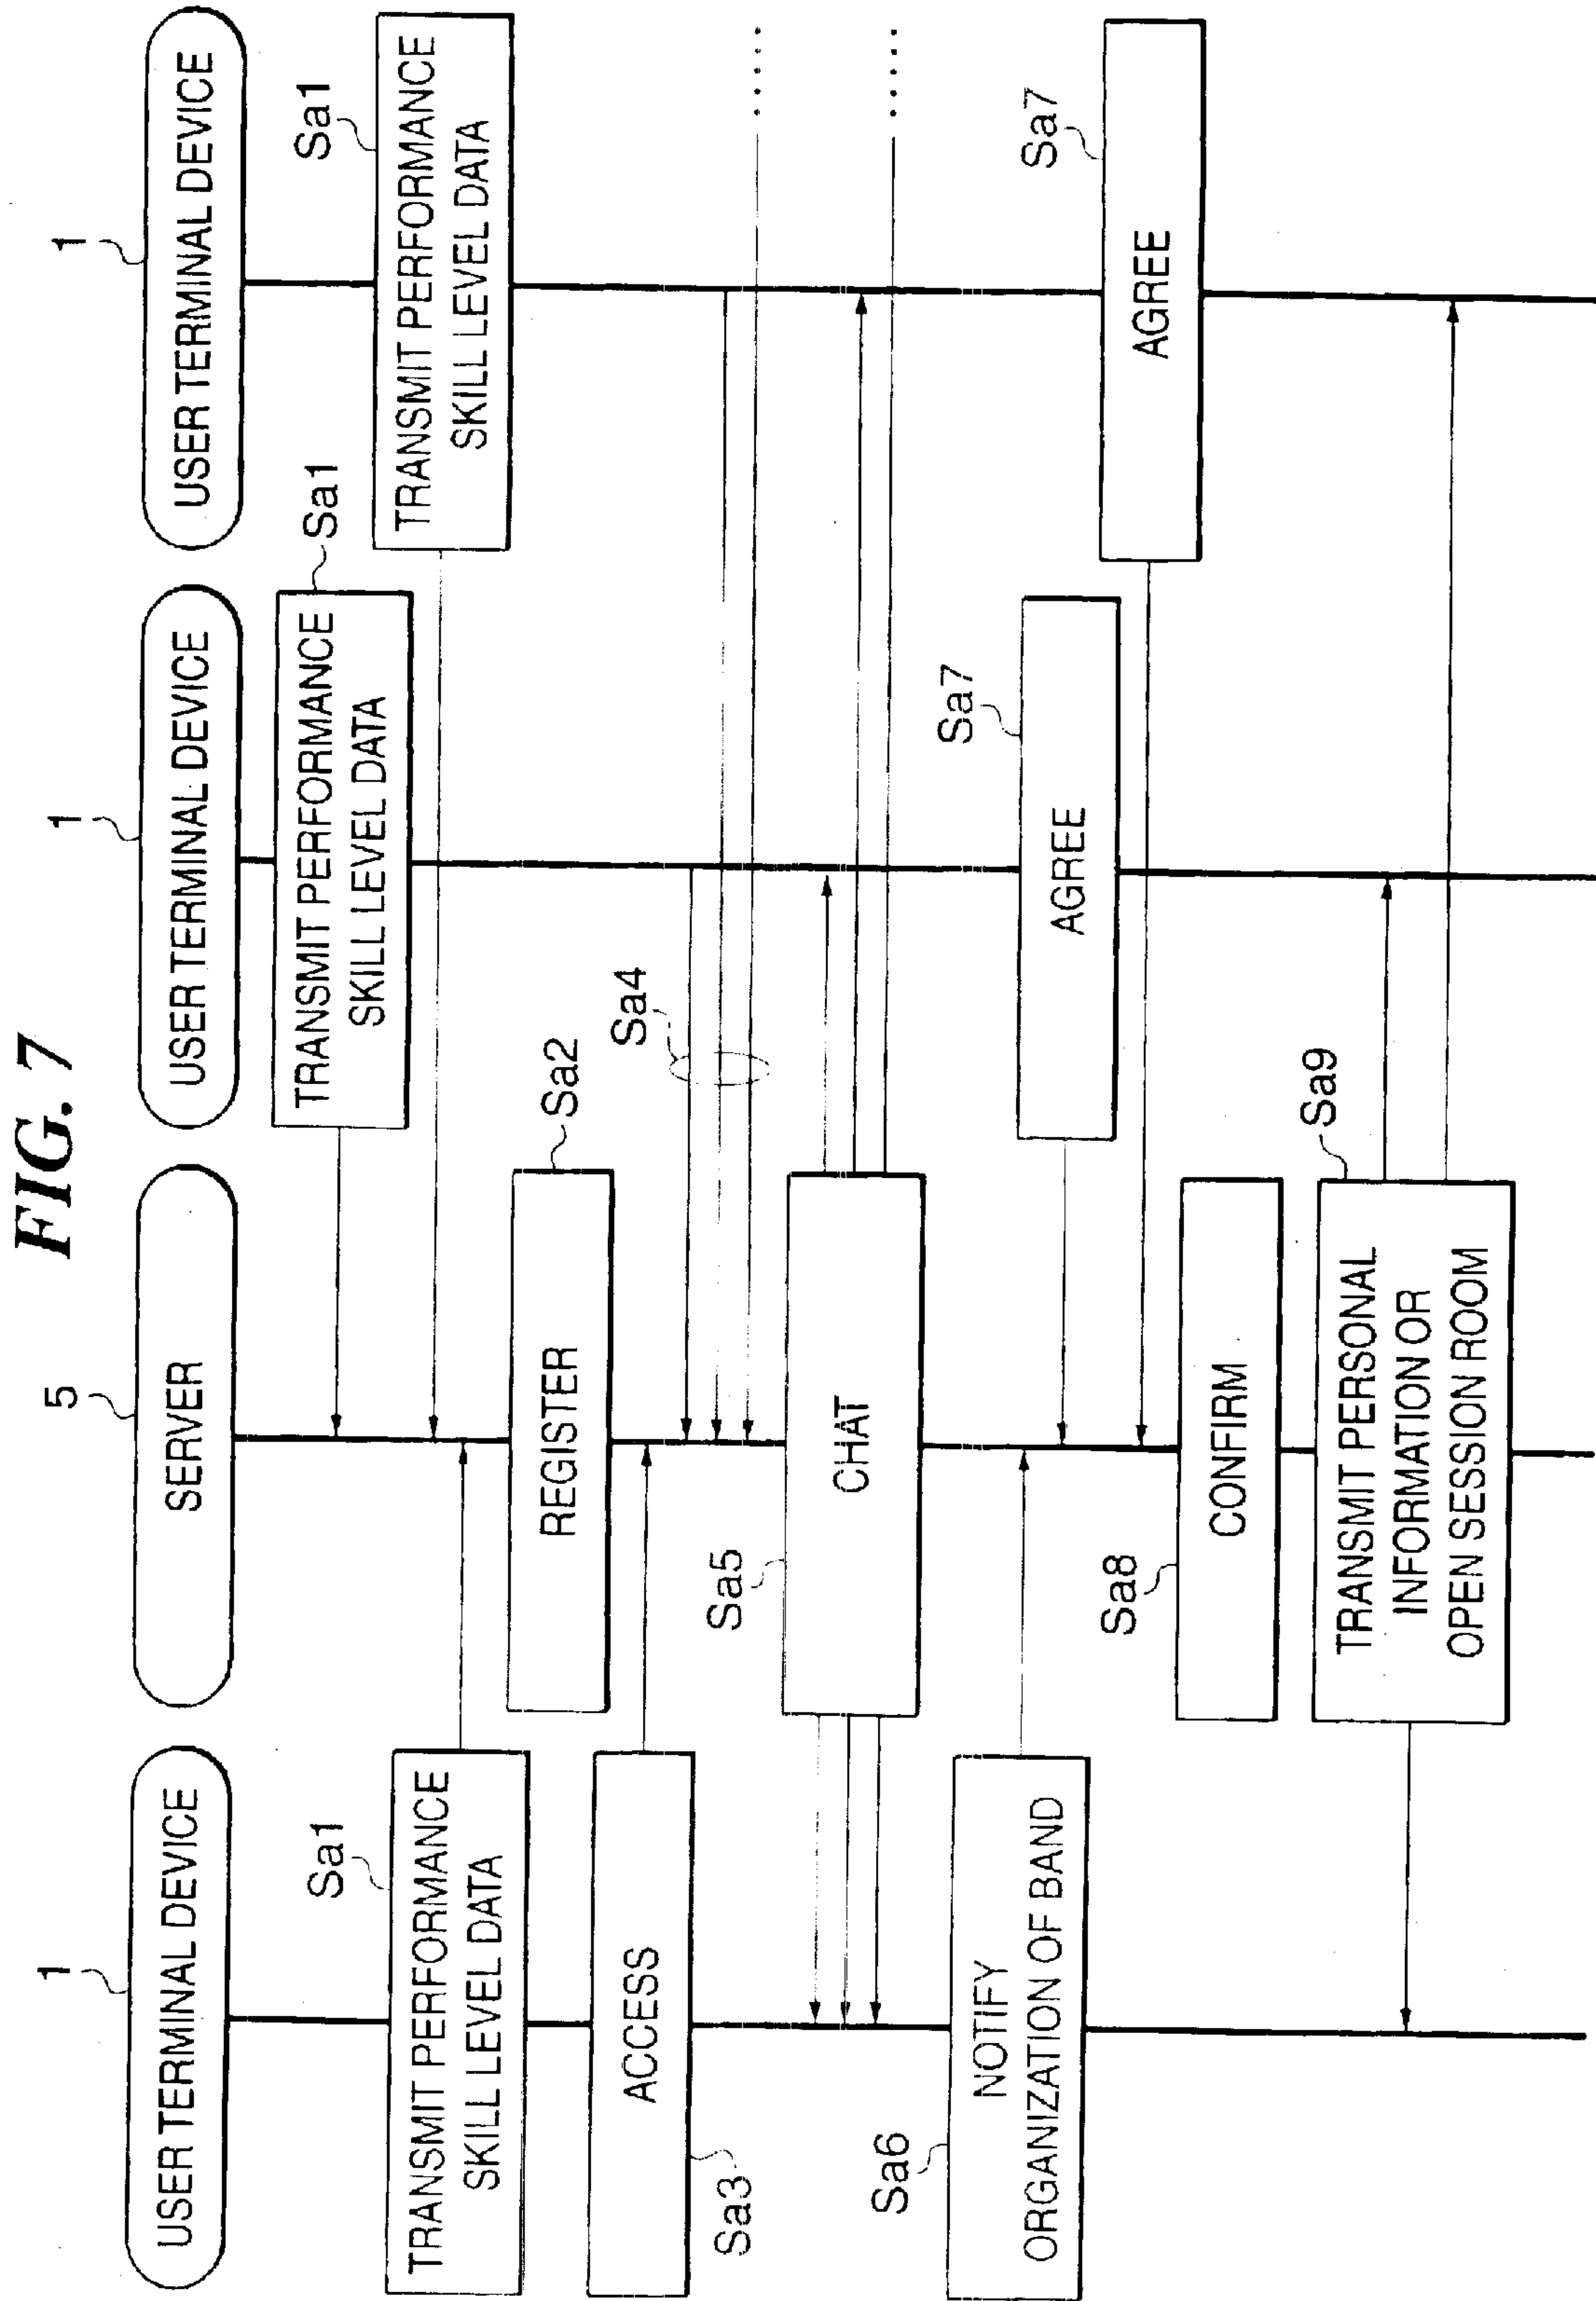 FIG. 7
1
USER TERMINAL DEVICE
5
SERVER
1
USER TERMINAL DEVICE
1
USER TERMINAL DEVICE
Sa1
TRANSMIT PERFORMANCE
SKILL LEVEL DATA
Sa1
TRANSMIT PERFORMANCE
SKILL LEVEL DATA
Sa1
TRANSMIT PERFORMANCE
SKILL LEVEL DATA
Sa2
REGISTER
Sa3
ACCESS
Sa4
Sa5
CHAT
Sa6
NOTIFY
ORGANIZATION OF BAND
Sa7
AGREE
Sa7
AGREE
Sa8
CONFIRM
Sa9
TRANSMIT PERSONAL
INFORMATION OR
OPEN SESSION ROOM